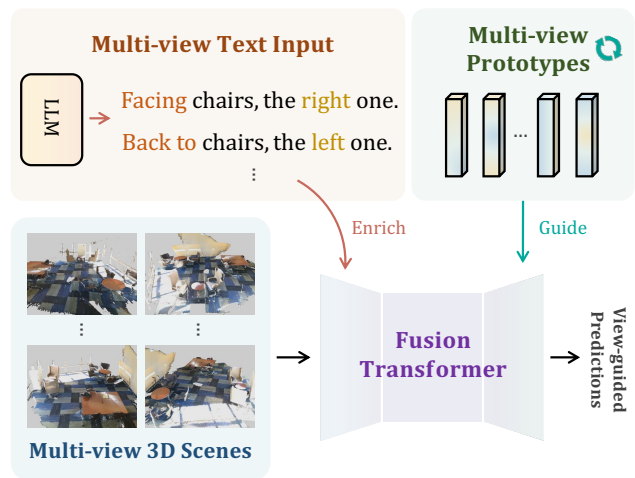 Multi-view Text Input
LLM
Facing chairs, the right one.
Back to chairs, the left one.
⋮
Multi-view
Prototypes
...
Enrich
Guide
⋮
⋮
Multi-view 3D Scenes
Fusion
Transformer
View-guided
Predictions